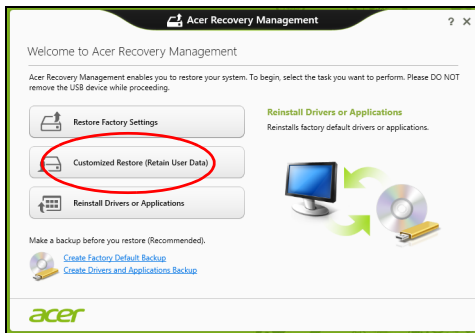 Acer Recovery Management
? X
Welcome to Acer Recovery Management
Acer Recovery Management enables you to restore your system. To begin, select the task you want to perform. Please DO NOT
remove the USB device while proceeding.
Restore Factory Settings
Customized Restore (Retain User Data)
Reinstall Drivers or Applications
Reinstall Drivers or Applications
Reinstalls factory default drivers or applications.
Make a backup before you restore (Recommended).
Create Factory Default Backup
Create Drivers and Applications Backup
acer